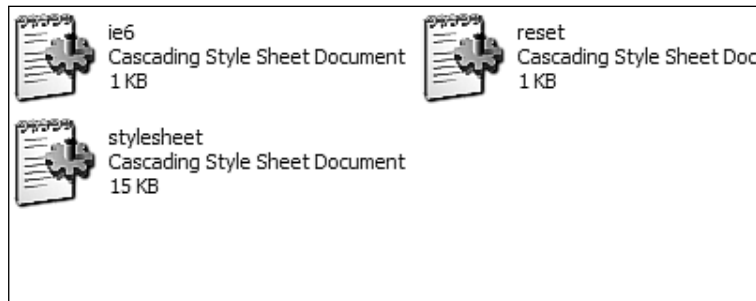 ie6
Cascading Style Sheet Document
1 KB
reset
Cascading Style Sheet Doc
1 KB
stylesheet
Cascading Style Sheet Document
15 KB